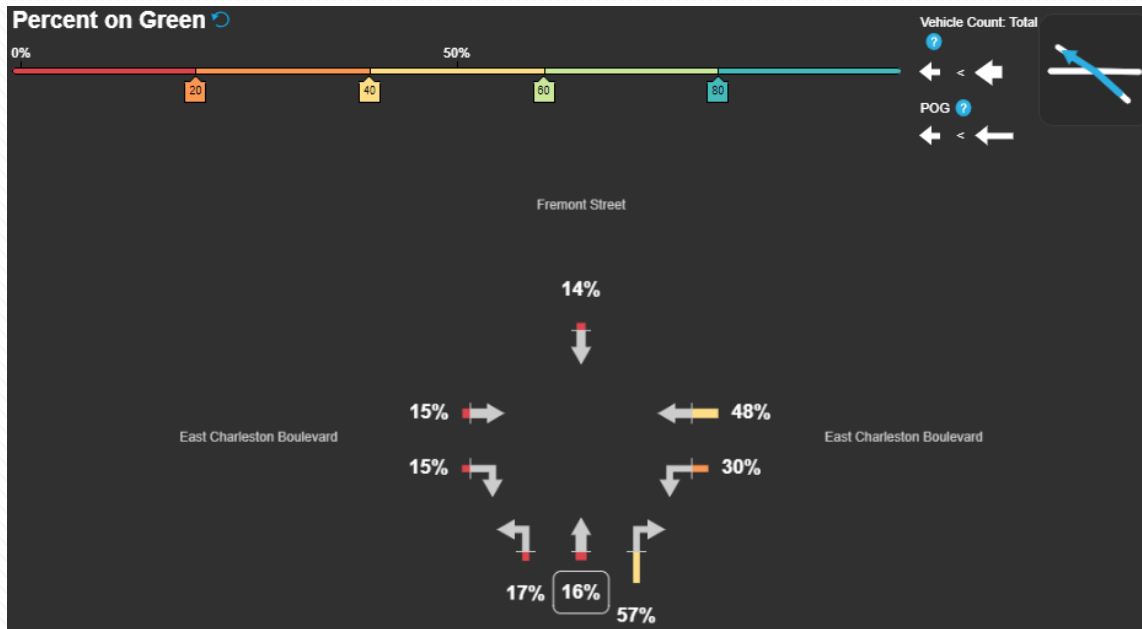 Percent on Green
Vehicle Count: Total
?
0%
50%
<
20
40
60
80
POG ?
<
Fremont Street
14%
15%
48%
East Charleston Boulevard
East Charleston Boulevard
15%
30%
17%
16%
57%